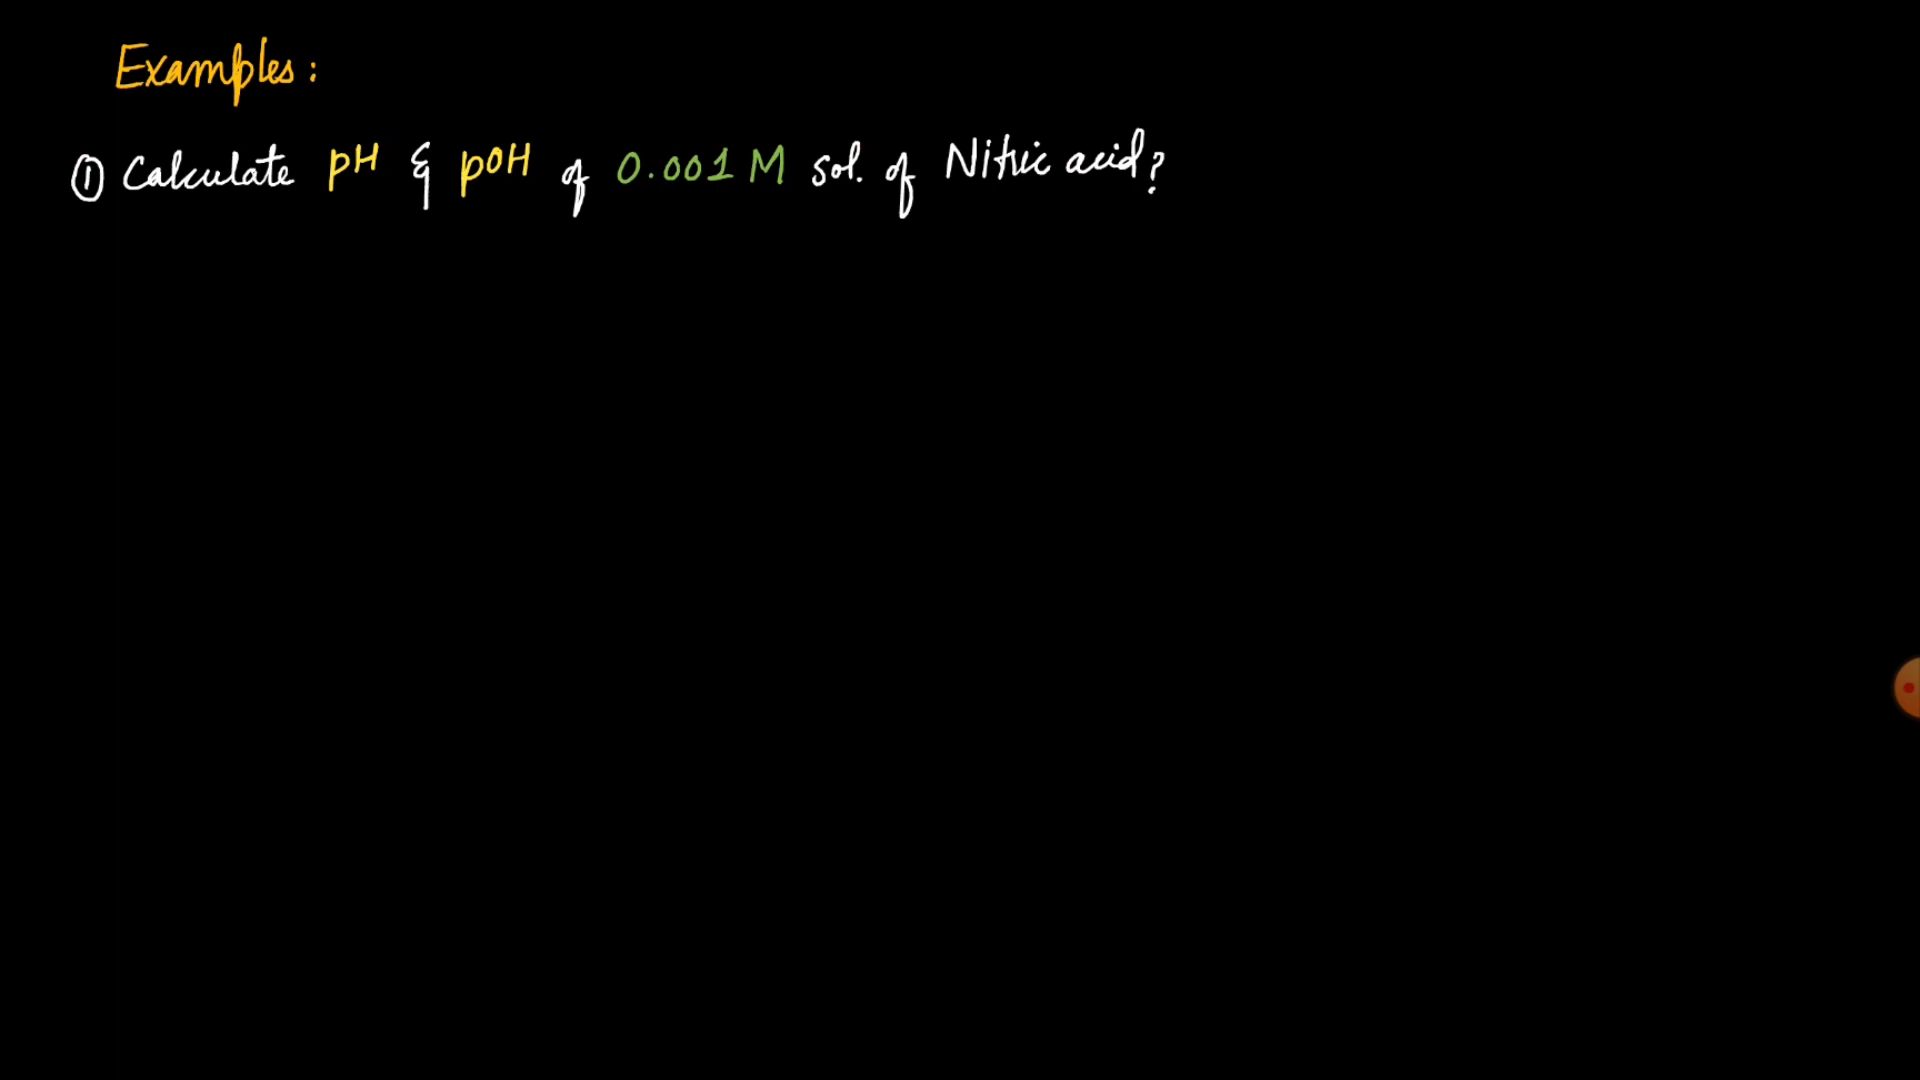 Examples:
① Calculate pH & pOH of 0.001 M sol. of Nitric acid?